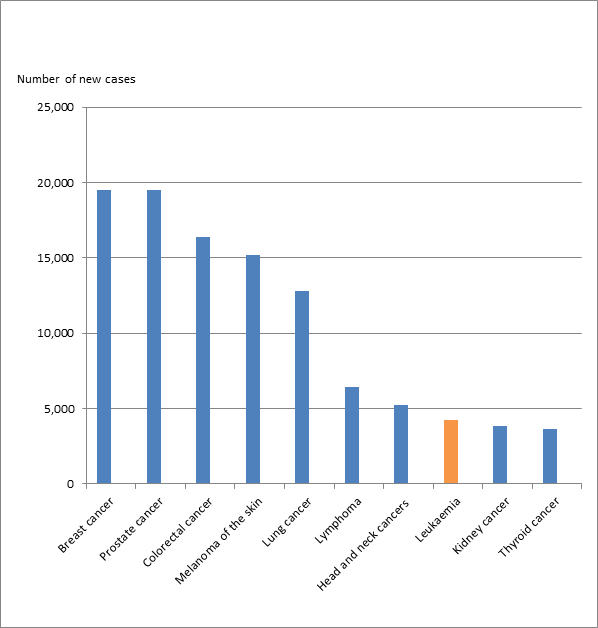 Number of new cases
25,000
20,000
15,000
10,000
5,000
0
Breast cancer
Prostate cancer
Colorectal cancer
Melanoma of the skin
Lung cancer
Lymphoma
Head and neck cancers
Leukaemia
Kidney cancer
Thyroid cancer